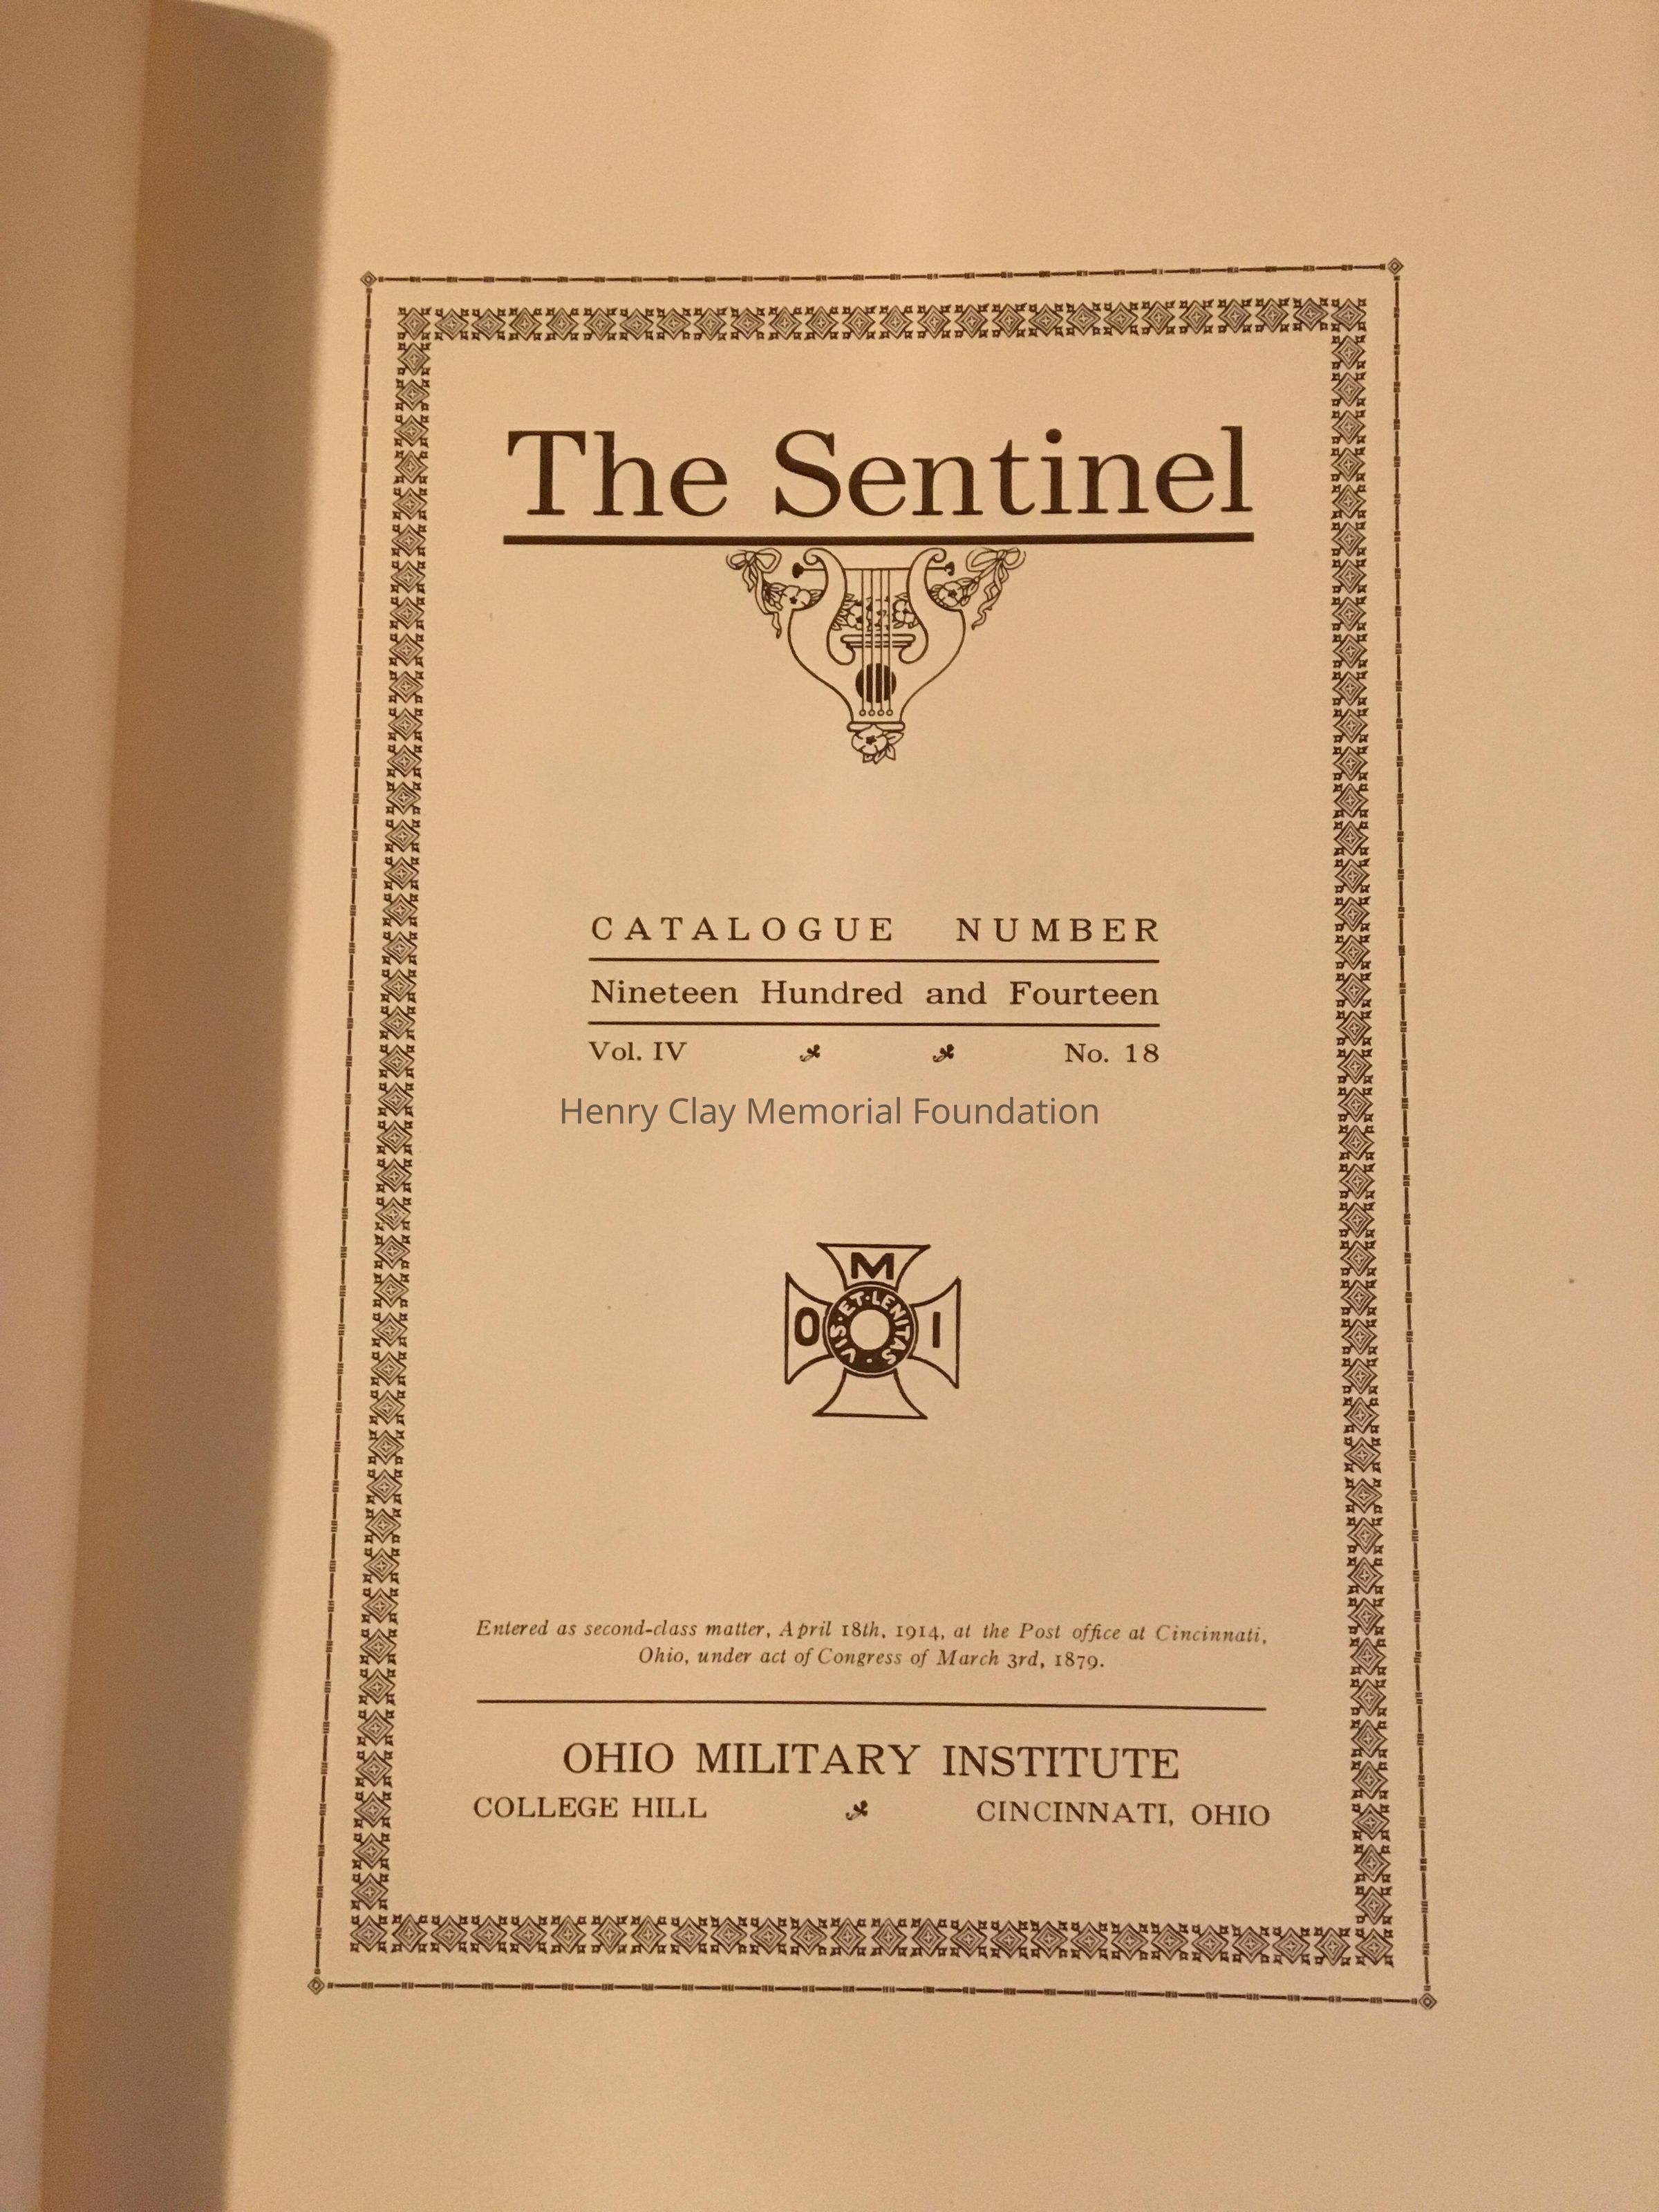 The Sentinel
CATALOGUE NUMBER
Nineteen Hundred and Fourteen
Vol. IV No. 18
Henry Clay Memorial Foundation
M
O I
VIS · ET · LENITAS ·
Entered as second-class matter, April 18th, 1914, at the Post office at Cincinnati,
Ohio, under act of Congress of March 3rd, 1879.
OHIO MILITARY INSTITUTE
COLLEGE HILL CINCINNATI, OHIO